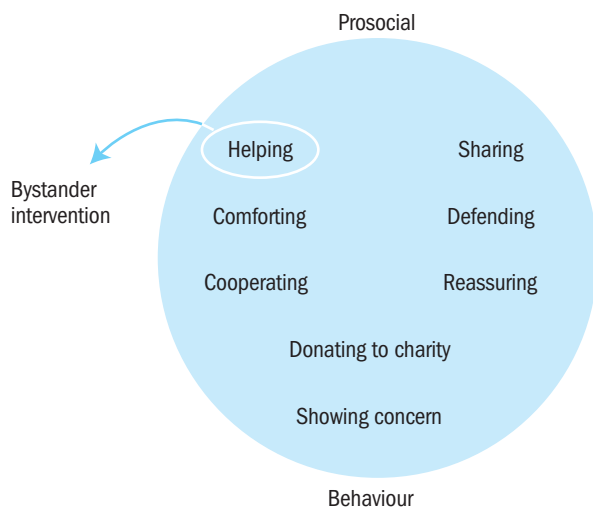 Prosocial
Helping
Sharing
Bystander
intervention
Comforting
Defending
Cooperating
Reassuring
Donating to charity
Showing concern
Behaviour